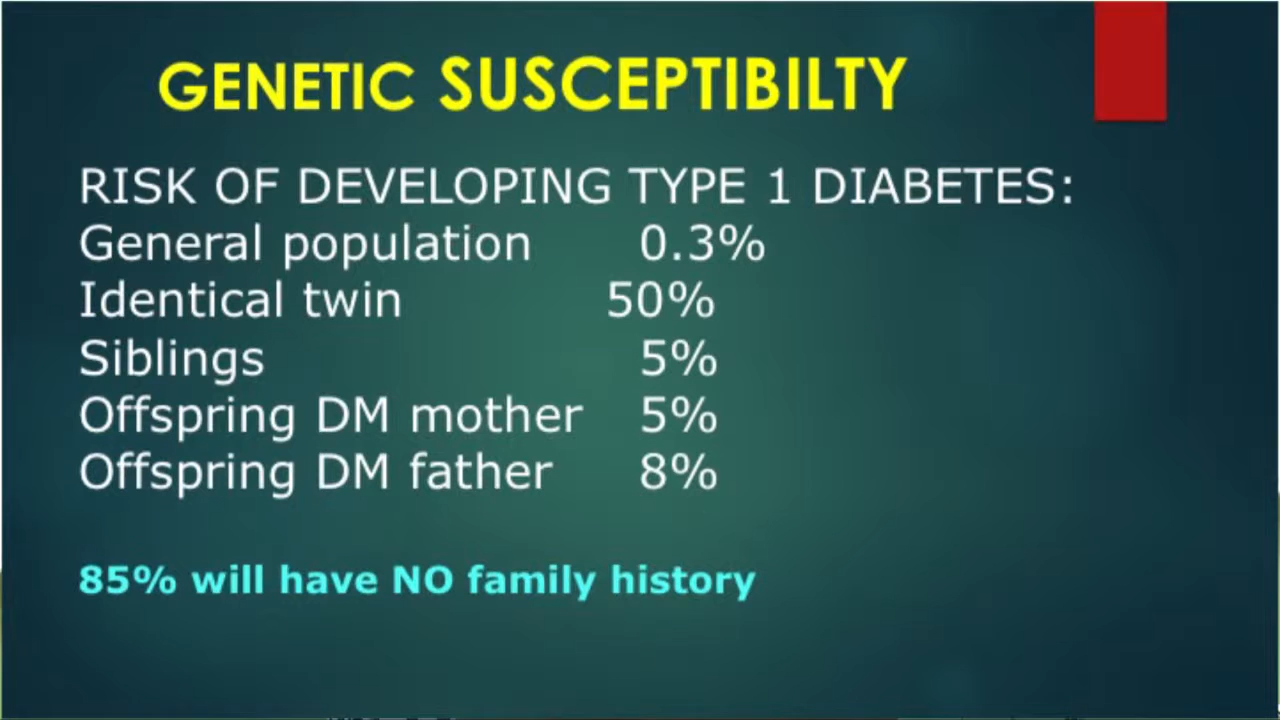 GENETIC SUSCEPTIBILTY
RISK OF DEVELOPING TYPE 1 DIABETES:
General population 0.3%
Identical twin 50%
Siblings 5%
Offspring DM mother 5%
Offspring DM father 8%
85% will have NO family history